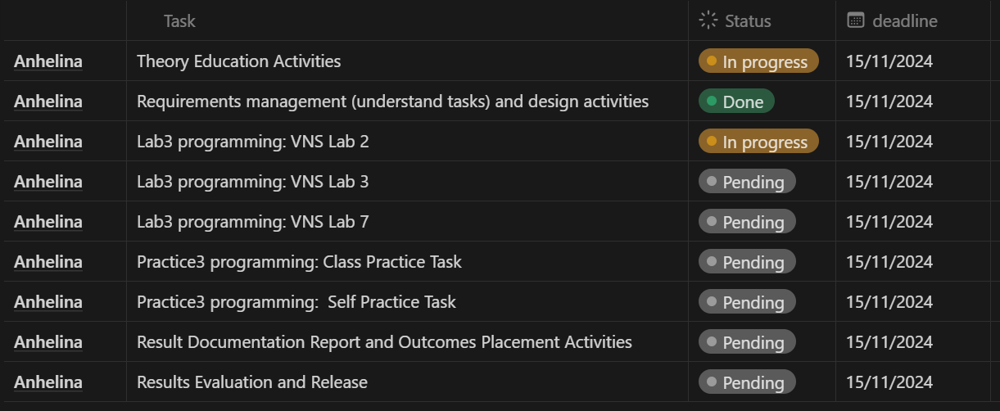 Task Status deadline
Anhelina Theory Education Activities In progress 15/11/2024
Anhelina Requirements management (understand tasks) and design activities Done 15/11/2024
Anhelina Lab3 programming: VNS Lab 2 In progress 15/11/2024
Anhelina Lab3 programming: VNS Lab 3 Pending 15/11/2024
Anhelina Lab3 programming: VNS Lab 7 Pending 15/11/2024
Anhelina Practice3 programming: Class Practice Task Pending 15/11/2024
Anhelina Practice3 programming:  Self Practice Task Pending 15/11/2024
Anhelina Result Documentation Report and Outcomes Placement Activities Pending 15/11/2024
Anhelina Results Evaluation and Release Pending 15/11/2024